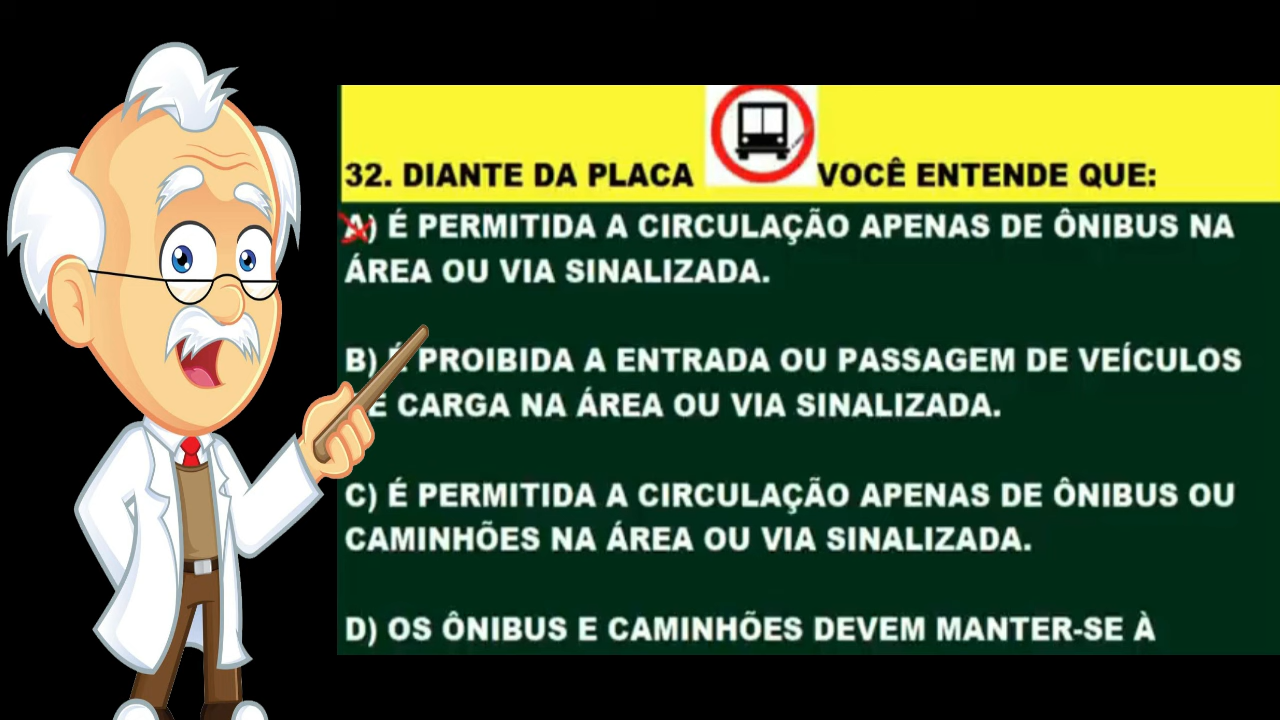 32. DIANTE DA PLACA VOCÊ ENTENDE QUE:
A) É PERMITIDA A CIRCULAÇÃO APENAS DE ÔNIBUS NA
ÁREA OU VIA SINALIZADA.
B) É PROIBIDA A ENTRADA OU PASSAGEM DE VEÍCULOS
DE CARGA NA ÁREA OU VIA SINALIZADA.
C) É PERMITIDA A CIRCULAÇÃO APENAS DE ÔNIBUS OU
CAMINHÕES NA ÁREA OU VIA SINALIZADA.
D) OS ÔNIBUS E CAMINHÕES DEVEM MANTER-SE À